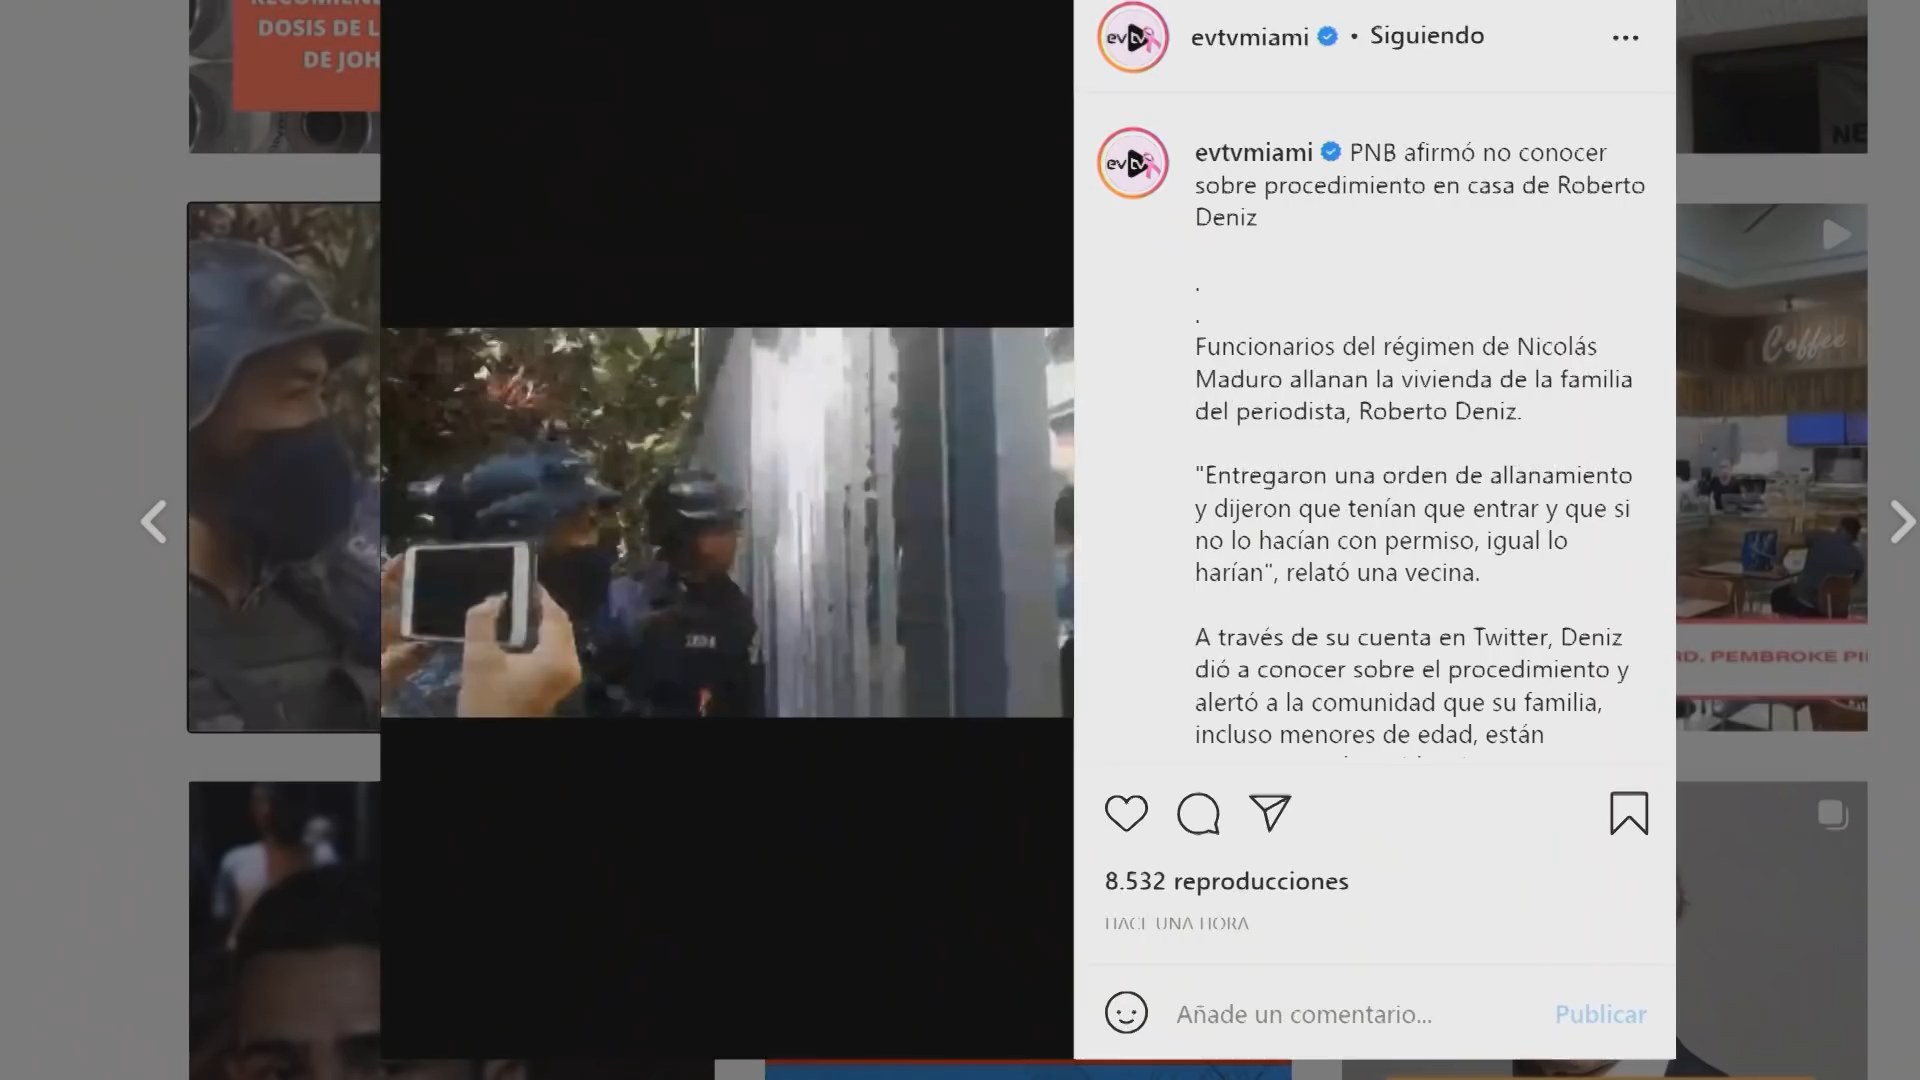 DOSIS DE L
DE JOH
evtvmiami • Siguiendo
evtvmiami PNB afirmó no conocer
sobre procedimiento en casa de Roberto
Deniz
.
.
Funcionarios del régimen de Nicolás
Maduro allanan la vivienda de la familia
del periodista, Roberto Deniz.
"Entregaron una orden de allanamiento
y dijeron que tenían que entrar y que si
no lo hacían con permiso, igual lo
harían", relató una vecina.
A través de su cuenta en Twitter, Deniz
dió a conocer sobre el procedimiento y
alertó a la comunidad que su familia,
incluso menores de edad, están
8.532 reproducciones
HACE UNA HORA
Añade un comentario... Publicar
evtv
evtv
NE
Coffee
RD. PEMBROKE PI